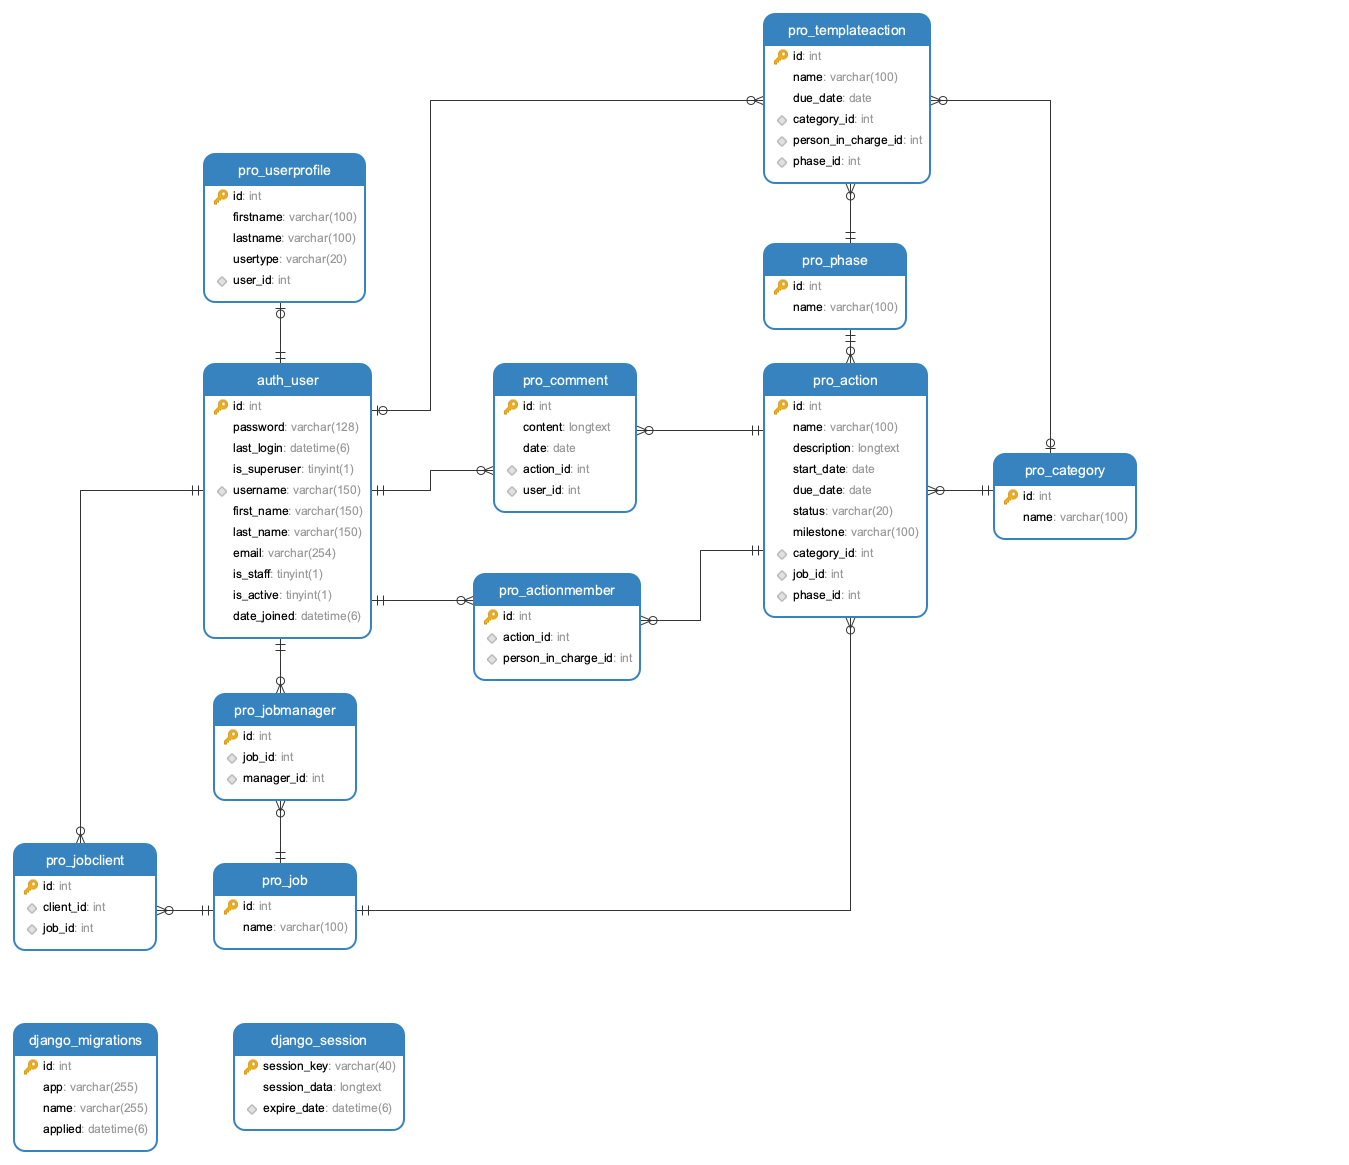 pro_templateaction
id: int
name: varchar(100)
due_date: date
category_id: int
person_in_charge_id: int
phase_id: int
pro_userprofile
id: int
firstname: varchar(100)
lastname: varchar(100)
usertype: varchar(20)
user_id: int
pro_phase
id: int
name: varchar(100)
auth_user
id: int
password: varchar(128)
last_login: datetime(6)
is_superuser: tinyint(1)
username: varchar(150)
first_name: varchar(150)
last_name: varchar(150)
email: varchar(254)
is_staff: tinyint(1)
is_active: tinyint(1)
date_joined: datetime(6)
pro_comment
id: int
content: longtext
date: date
action_id: int
user_id: int
pro_action
id: int
name: varchar(100)
description: longtext
start_date: date
due_date: date
status: varchar(20)
milestone: varchar(100)
category_id: int
job_id: int
phase_id: int
pro_category
id: int
name: varchar(100)
pro_actionmember
id: int
action_id: int
person_in_charge_id: int
pro_jobmanager
id: int
job_id: int
manager_id: int
pro_jobclient
id: int
client_id: int
job_id: int
pro_job
id: int
name: varchar(100)
django_migrations
id: int
app: varchar(255)
name: varchar(255)
applied: datetime(6)
django_session
session_key: varchar(40)
session_data: longtext
expire_date: datetime(6)